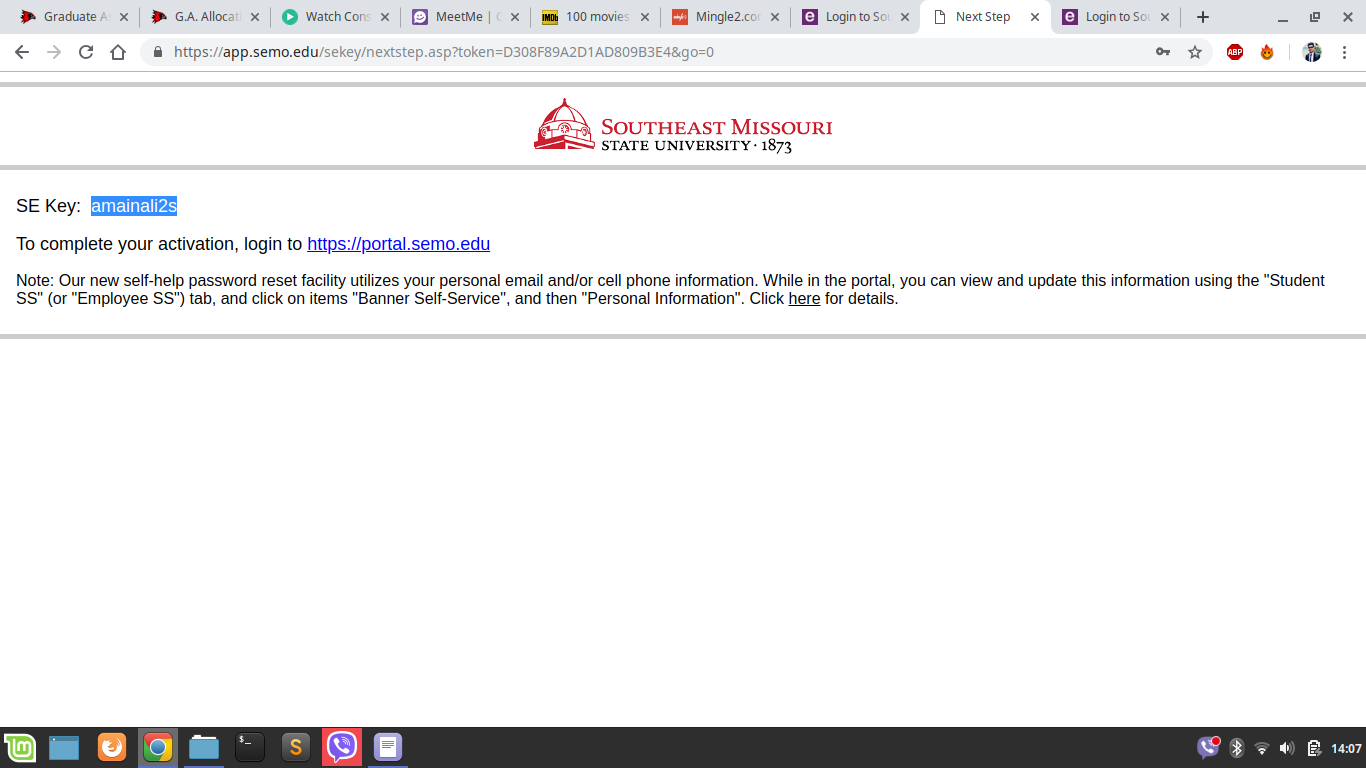 Graduate A
G.A. Allocati
Watch Cons
MeetMe | C
IMDb 100 movies
Mingle2.com
e Login to Sou
Next Step
e Login to Sou
https://app.semo.edu/sekey/nextstep.asp?token=D308F89A2D1AD809B3E4&go=0
ABP
SOUTHEAST MISSOURI
STATE UNIVERSITY · 1873
SE Key: amainali2s
To complete your activation, login to https://portal.semo.edu
Note: Our new self-help password reset facility utilizes your personal email and/or cell phone information. While in the portal, you can view and update this information using the "Student
SS" (or "Employee SS") tab, and click on items "Banner Self-Service", and then "Personal Information". Click here for details.
$_
S
14:07